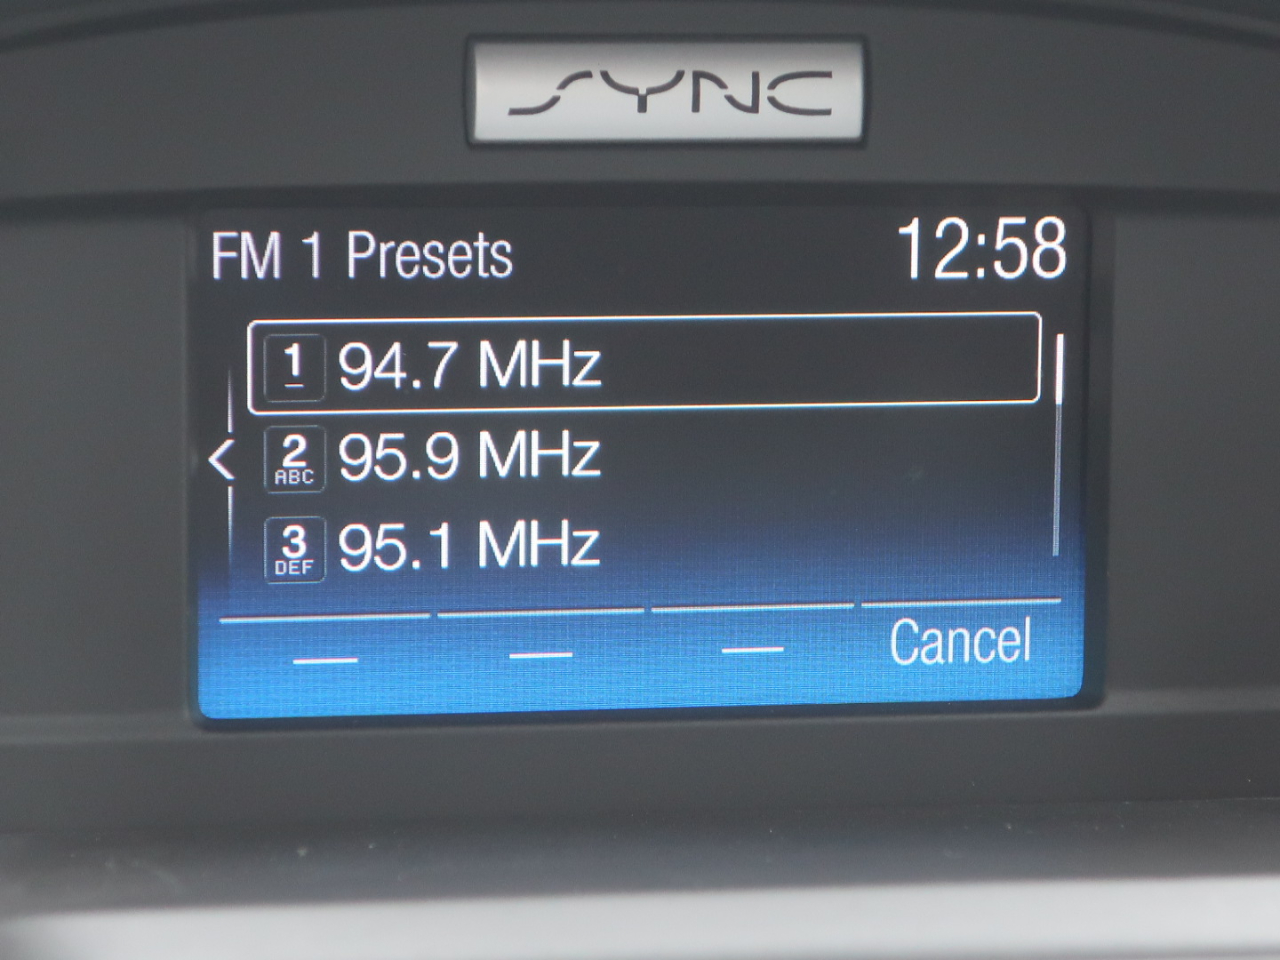 SYNC
FM 1 Presets
12:58
1 94.7 MHz
2 ABC 95.9 MHz
3 DEF 95.1 MHz
Cancel